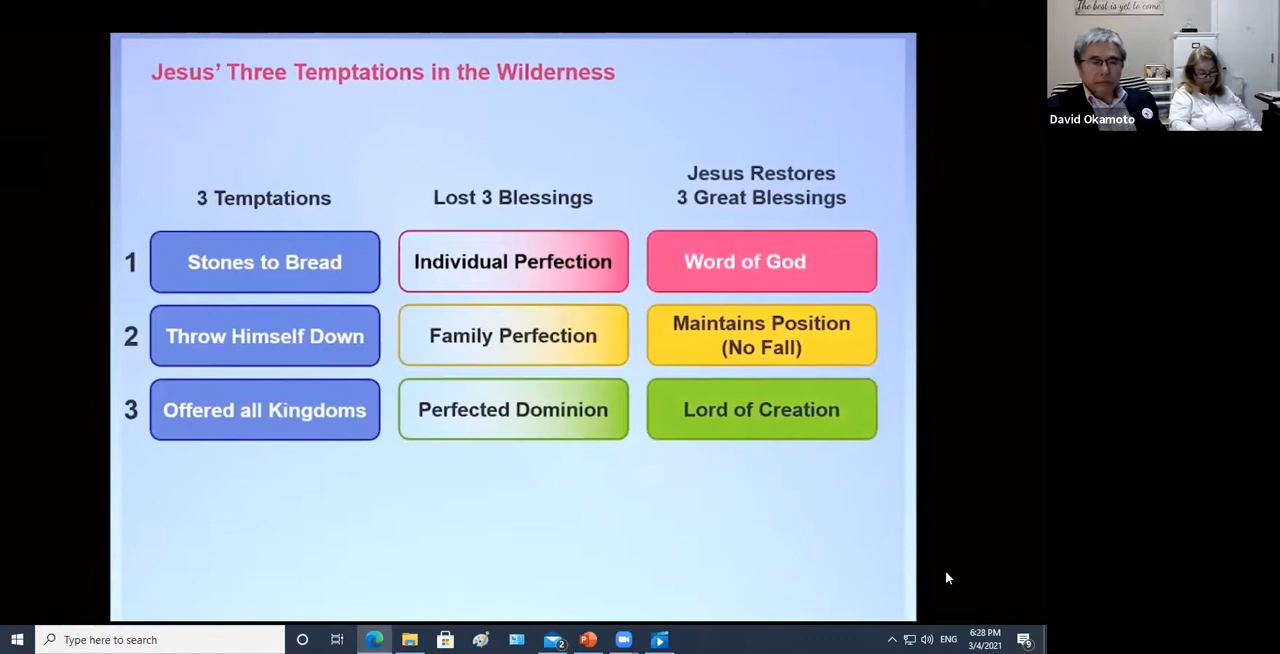 The best is yet to come.
David Okamoto
Jesus’ Three Temptations in the Wilderness
3 Temptations
Lost 3 Blessings
Jesus Restores
3 Great Blessings
1
Stones to Bread
Individual Perfection
Word of God
2
Throw Himself Down
Family Perfection
Maintains Position
(No Fall)
3
Offered all Kingdoms
Perfected Dominion
Lord of Creation
Type here to search
2
ENG
6:28 PM
3/4/2021
9